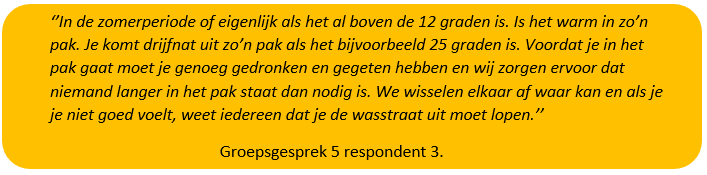 ‘’In de zomerperiode of eigenlijk als het al boven de 12 graden is. Is het warm in zo’n
pak. Je komt drijfnat uit zo’n pak als het bijvoorbeeld 25 graden is. Voordat je in het
pak gaat moet je genoeg gedronken en gegeten hebben en wij zorgen ervoor dat
niemand langer in het pak staat dan nodig is. We wisselen elkaar af waar kan en als je
je niet goed voelt, weet iedereen dat je de wasstraat uit moet lopen.’’
Groepsgesprek 5 respondent 3.